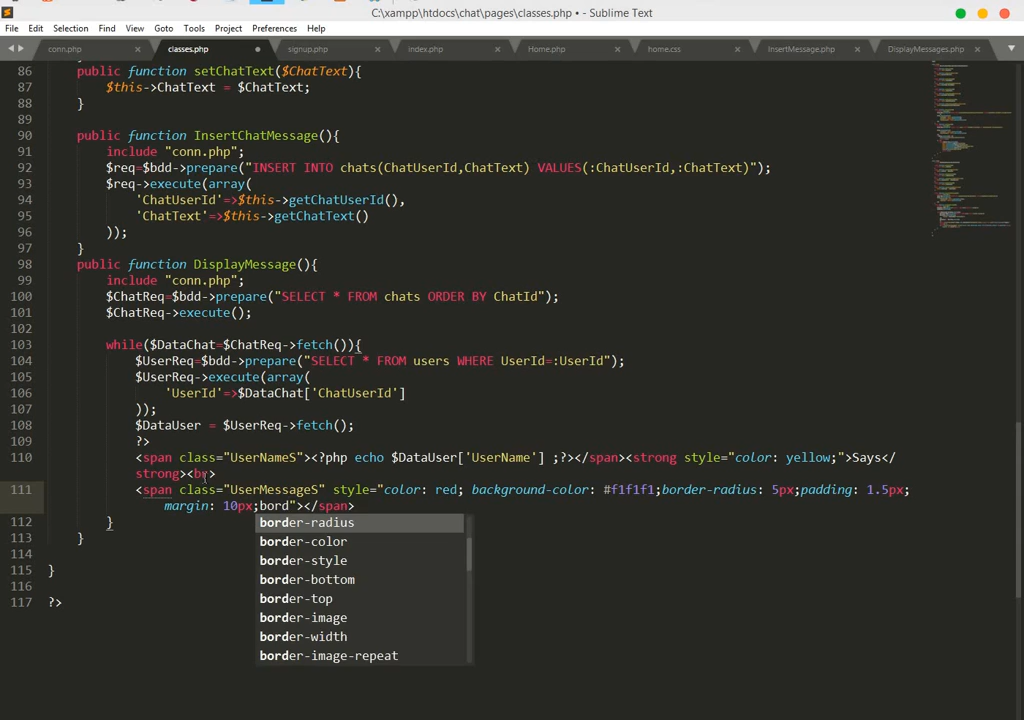 C:\xampp\htdocs\chat\pages\classes.php • - Sublime Text
File Edit Selection Find View Goto Tools Project Preferences Help
conn.php × classes.php • signup.php × index.php × Home.php × home.css × InsertMessage.php × DisplayMessages.php ×
86 public function setChatText($ChatText){
87 $this->ChatText = $ChatText;
88 }
89
90 public function InsertChatMessage(){
91 include "conn.php";
92 $req=$bdd->prepare("INSERT INTO chats(ChatUserId,ChatText) VALUES(:ChatUserId,:ChatText)");
93 $req->execute(array(
94 'ChatUserId'=>$this->getChatUserId(),
95 'ChatText'=>$this->getChatText()
96 ));
97 }
98 public function DisplayMessage(){
99 include "conn.php";
100 $ChatReq=$bdd->prepare("SELECT * FROM chats ORDER BY ChatId");
101 $ChatReq->execute();
102
103 while($DataChat=$ChatReq->fetch()){
104 $UserReq=$bdd->prepare("SELECT * FROM users WHERE UserId=:UserId");
105 $UserReq->execute(array(
106 'UserId'=>$DataChat['ChatUserId']
107 ));
108 $DataUser = $UserReq->fetch();
109 ?>
110 <span class="UserNameS"><?php echo $DataUser['UserName'] ;?></span><strong style="color: yellow;">Says</
strong><br>
111 <span class="UserMessageS" style="color: red; background-color: #f1f1f1;border-radius: 5px;padding: 1.5px;
margin: 10px;bord"></span>
112 }
113 }
114
115 }
116
117 ?>
border-radius
border-color
border-style
border-bottom
border-top
border-image
border-width
border-image-repeat